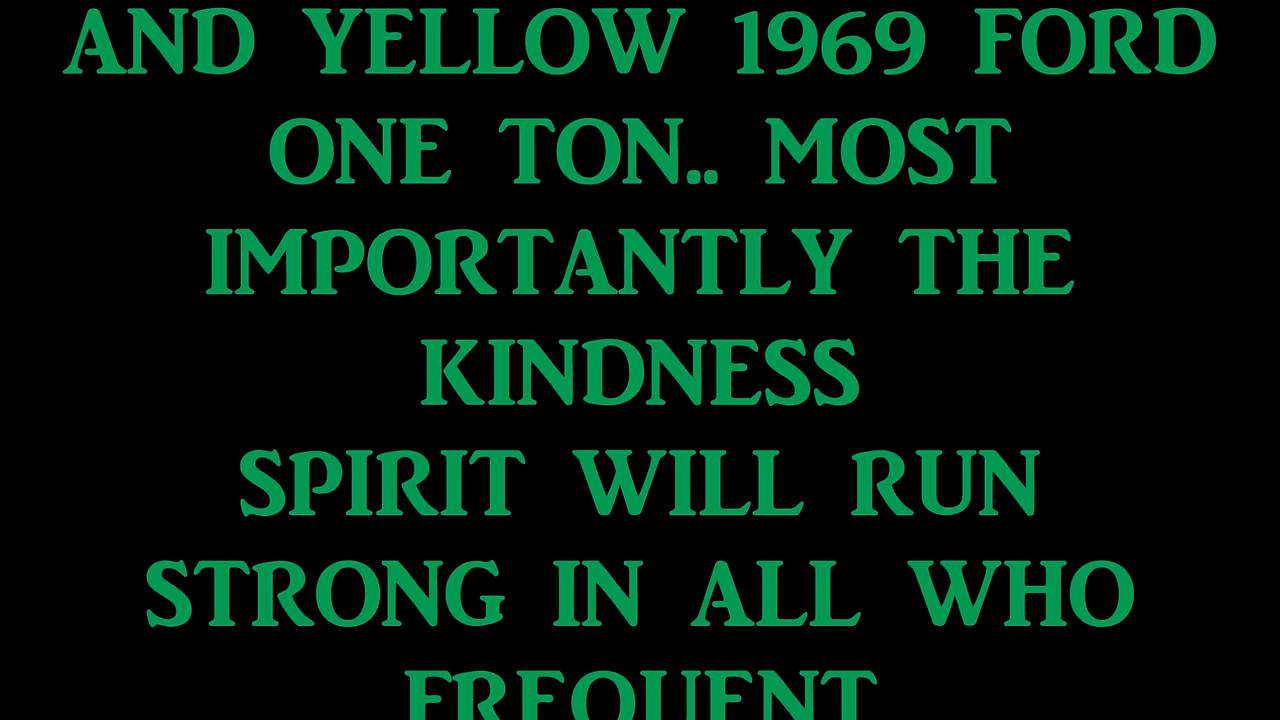 AND YELLOW 1969 FORD
ONE TON.. MOST
IMPORTANTLY THE
KINDNESS
SPIRIT WILL RUN
STRONG IN ALL WHO
FREQUENT